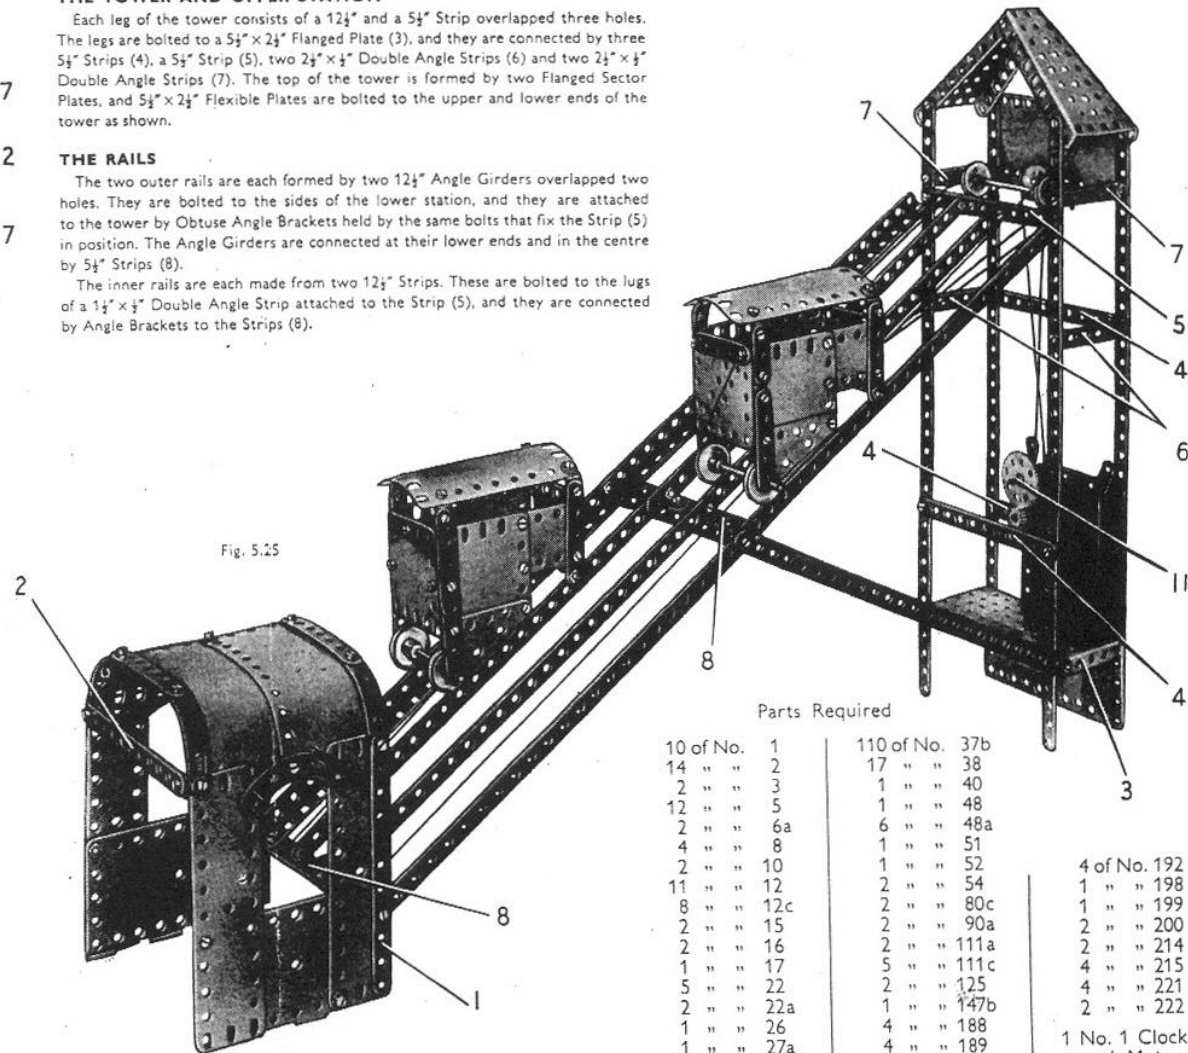 THE TOWER AND UPPER STATION
Each leg of the tower consists of a 12½″ and a 5½″ Strip overlapped three holes.
The legs are bolted to a 5½″ × 2½″ Flanged Plate (3), and they are connected by three
5½″ Strips (4), a 5½″ Strip (5), two 2½″ × ½″ Double Angle Strips (6) and two 2½″ × ½″
Double Angle Strips (7). The top of the tower is formed by two Flanged Sector
Plates, and 5½″ × 2½″ Flexible Plates are bolted to the upper and lower ends of the
tower as shown.
THE RAILS
The two outer rails are each formed by two 12½″ Angle Girders overlapped two
holes. They are bolted to the sides of the lower station, and they are attached
to the tower by Obtuse Angle Brackets held by the same bolts that fix the Strip (5)
in position. The Angle Girders are connected at their lower ends and in the centre
by 5½″ Strips (8).
The inner rails are each made from two 12½″ Strips. These are bolted to the lugs
of a 1½″ × ½″ Double Angle Strip attached to the Strip (5), and they are connected
by Angle Brackets to the Strips (8).
7
2
7
7
7
5
4
6
4
11
8
4
3
Fig. 5.25
2
8
1
Parts Required
10 of No. 1
14 " " 2
2 " " 3
12 " " 5
2 " " 6a
4 " " 8
2 " " 10
11 " " 12
8 " " 12c
2 " " 15
2 " " 16
1 " " 17
5 " " 22
2 " " 22a
1 " " 26
1 " " 27a
110 of No. 37b
17 " " 38
1 " " 40
1 " " 48
6 " " 48a
1 " " 51
1 " " 52
2 " " 54
2 " " 80c
2 " " 90a
2 " " 111a
5 " " 111c
2 " " 125
1 " " 147b
4 " " 188
4 " " 189
4 of No. 192
1 " " 198
1 " " 199
2 " " 200
2 " " 214
4 " " 215
4 " " 221
2 " " 222
1 No. 1 Clock